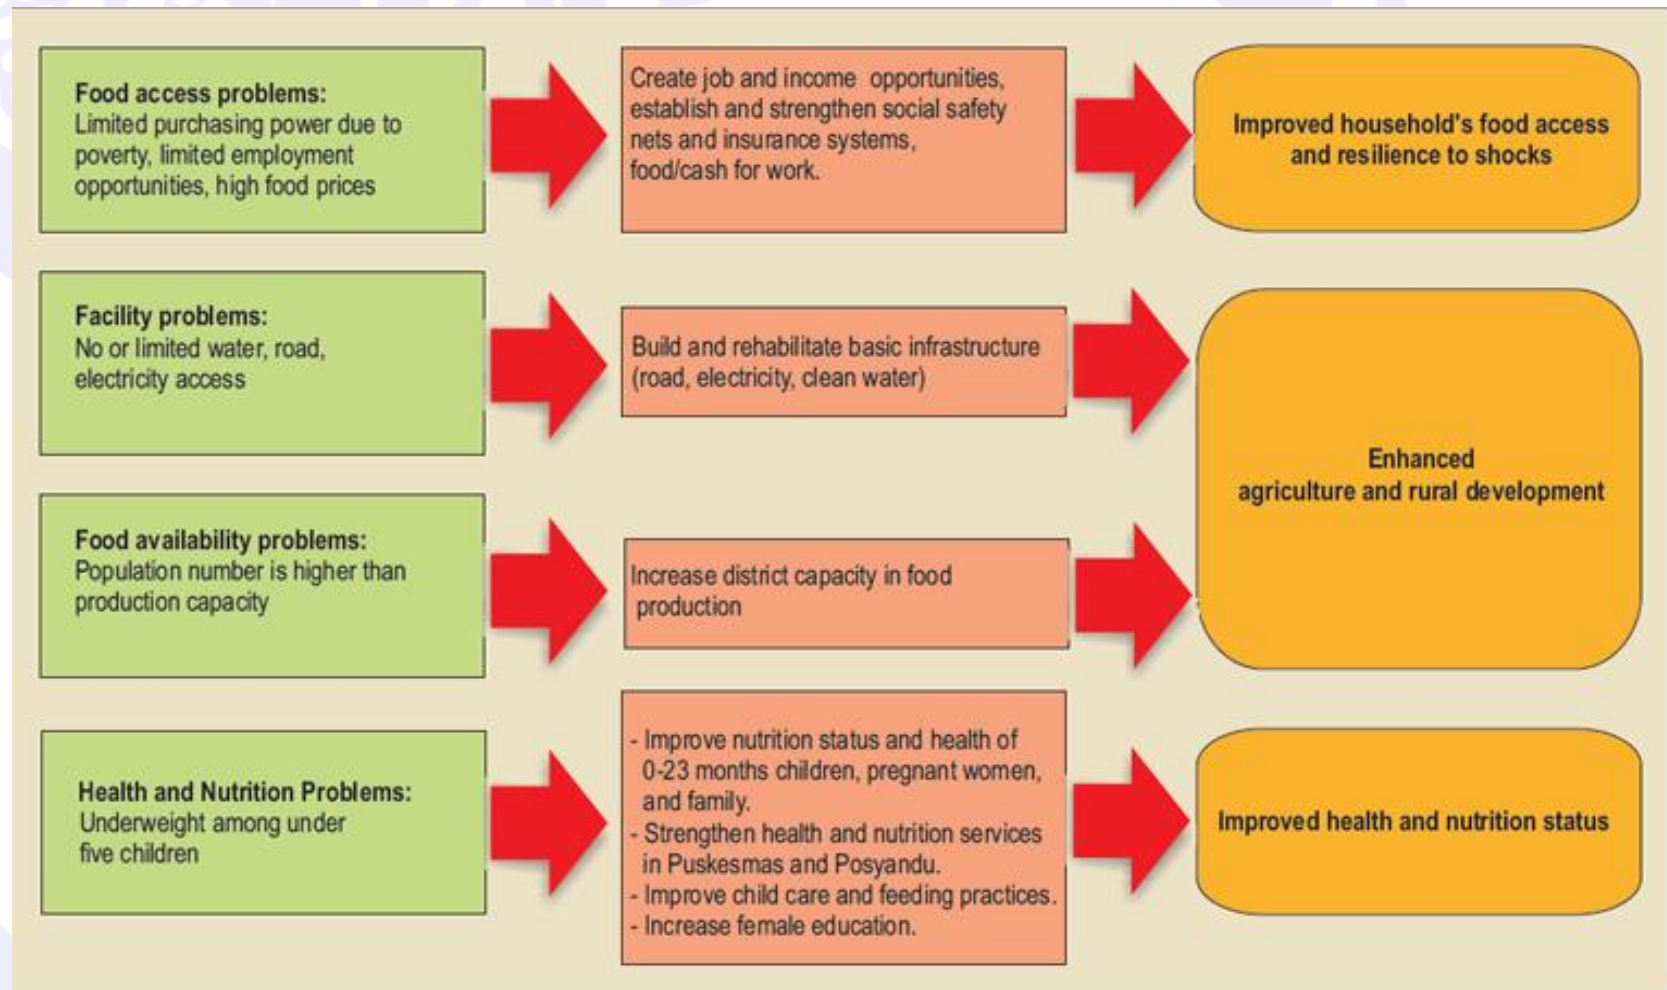 Food access problems:
Limited purchasing power due to
poverty, limited employment
opportunities, high food prices
Create job and income opportunities,
establish and strengthen social safety
nets and insurance systems,
food/cash for work.
Improved household's food access
and resilience to shocks
Facility problems:
No or limited water, road,
electricity access
Build and rehabilitate basic infrastructure
(road, electricity, clean water)
Enhanced
agriculture and rural development
Food availability problems:
Population number is higher than
production capacity
Increase district capacity in food
production
Health and Nutrition Problems:
Underweight among under
five children
- Improve nutrition status and health of
0-23 months children, pregnant women,
and family.
- Strengthen health and nutrition services
in Puskesmas and Posyandu.
- Improve child care and feeding practices.
- Increase female education.
Improved health and nutrition status